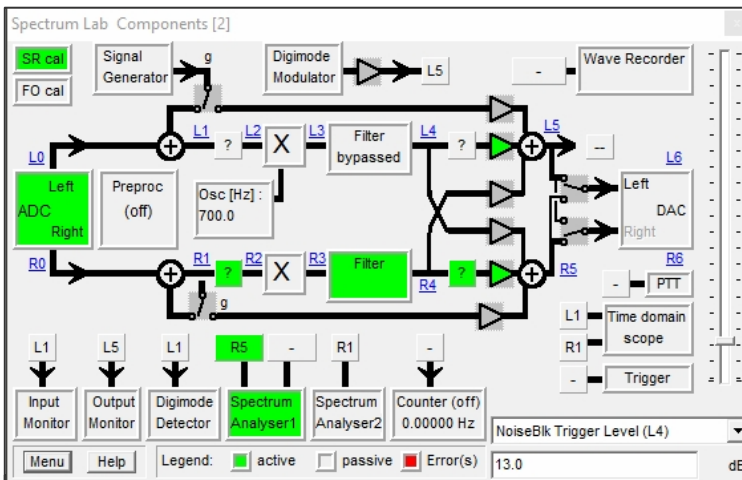 Spectrum Lab Components [2]
SR cal
FO cal
Signal
Generator
g
Digimode
Modulator
L5
-
Wave Recorder
L0
L1
?
L2
X
L3
Filter
bypassed
L4
?
L5
--
L6
Left
ADC
Right
Preproc
(off)
Osc [Hz] :
700.0
Left
DAC
Right
R0
R1
?
R2
X
R3
Filter
R4
?
R5
R6
g
-
PTT
L1
R1
Time domain
scope
-
Trigger
L1
L5
L1
R5
-
R1
-
Input
Monitor
Output
Monitor
Digimode
Detector
Spectrum
Analyser1
Spectrum
Analyser2
Counter (off)
0.00000 Hz
NoiseBlk Trigger Level (L4)
Menu
Help
Legend:
active
passive
Error(s)
13.0
dB